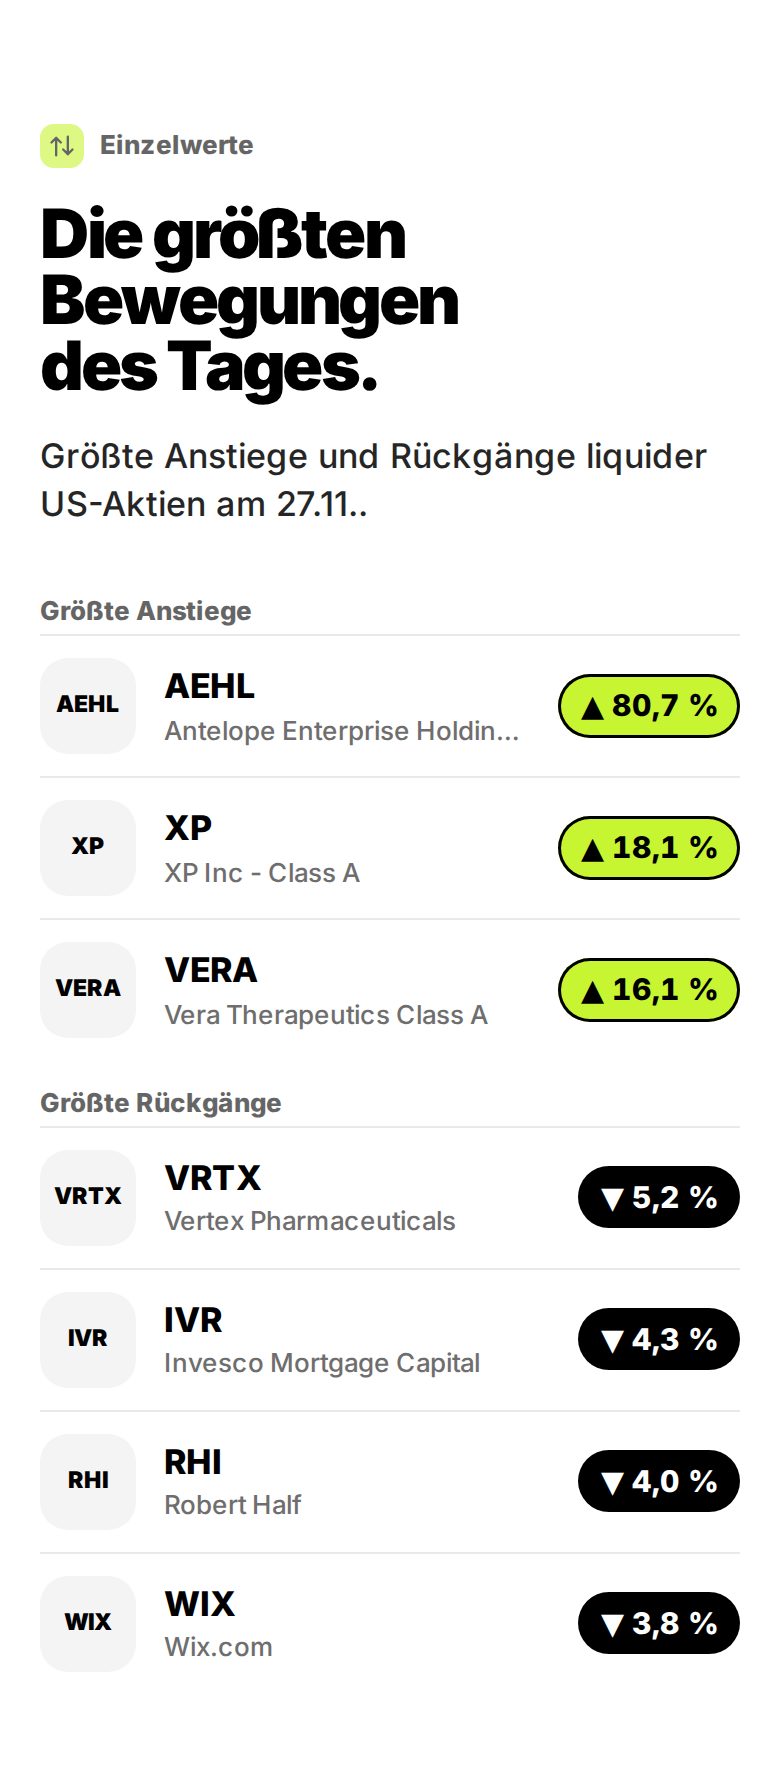 Einzelwerte
Die größten
Bewegungen
des Tages.
Größte Anstiege und Rückgänge liquider
US-Aktien am 27.11..
Größte Anstiege
AEHL
AEHL
Antelope Enterprise Holdin...
▲ 80,7 %
XP
XP
XP Inc - Class A
▲ 18,1 %
VERA
VERA
Vera Therapeutics Class A
▲ 16,1 %
Größte Rückgänge
VRTX
VRTX
Vertex Pharmaceuticals
▼ 5,2 %
IVR
IVR
Invesco Mortgage Capital
▼ 4,3 %
RHI
RHI
Robert Half
▼ 4,0 %
WIX
WIX
Wix.com
▼ 3,8 %